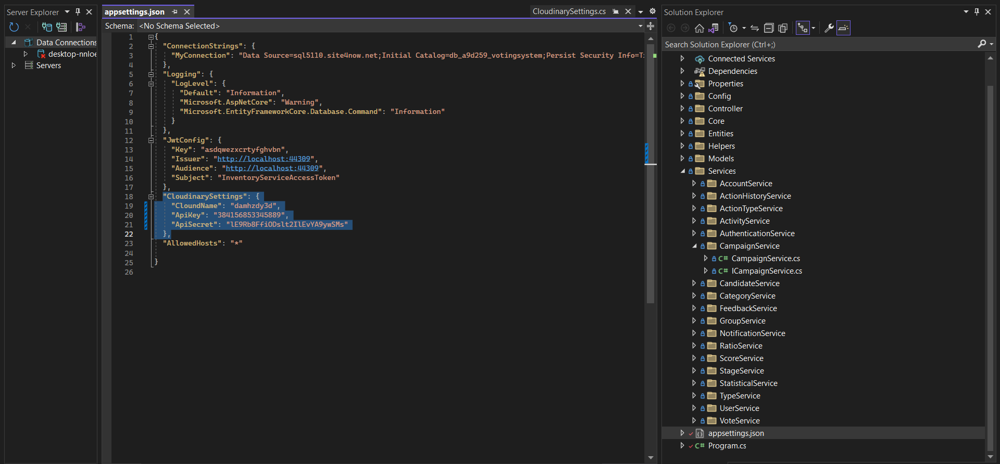 Server Explorer
Data Connections
desktop-nnloe
Servers
appsettings.json
CloudinarySettings.cs
Schema: <No Schema Selected>
1 {
2 "ConnectionStrings": {
3 "MyConnection": "Data Source=sql5110.site4now.net;Initial Catalog=db_a9d259_votingsystem;Persist Security Info=T
4 },
5 "Logging": {
6 "LogLevel": {
7 "Default": "Information",
8 "Microsoft.AspNetCore": "Warning",
9 "Microsoft.EntityFrameworkCore.Database.Command": "Information"
10 }
11 },
12 "JwtConfig": {
13 "Key": "asdqwezxcrtyfghvbn",
14 "Issuer": "http://localhost:44309",
15 "Audience": "http://localhost:44309",
16 "Subject": "InventoryServiceAccessToken"
17 },
18 "CloudinarySettings": {
19 "CloundName": "damhzdy3d",
20 "ApiKey": "384156853345889",
21 "ApiSecret": "lE9Rb8FfiODslt2IlEvYA9ywSMs"
22 },
23 "AllowedHosts": "*"
24
25 }
26
Solution Explorer
Search Solution Explorer (Ctrl+;)
Connected Services
Dependencies
Properties
Config
Controller
Core
Entities
Helpers
Models
Services
AccountService
ActionHistoryService
ActionTypeService
ActivityService
AuthenticationService
CampaignService
C# CampaignService.cs
C# ICampaignService.cs
CandidateService
CategoryService
FeedbackService
GroupService
NotificationService
RatioService
ScoreService
StageService
StatisticalService
TypeService
UserService
VoteService
appsettings.json
C# Program.cs